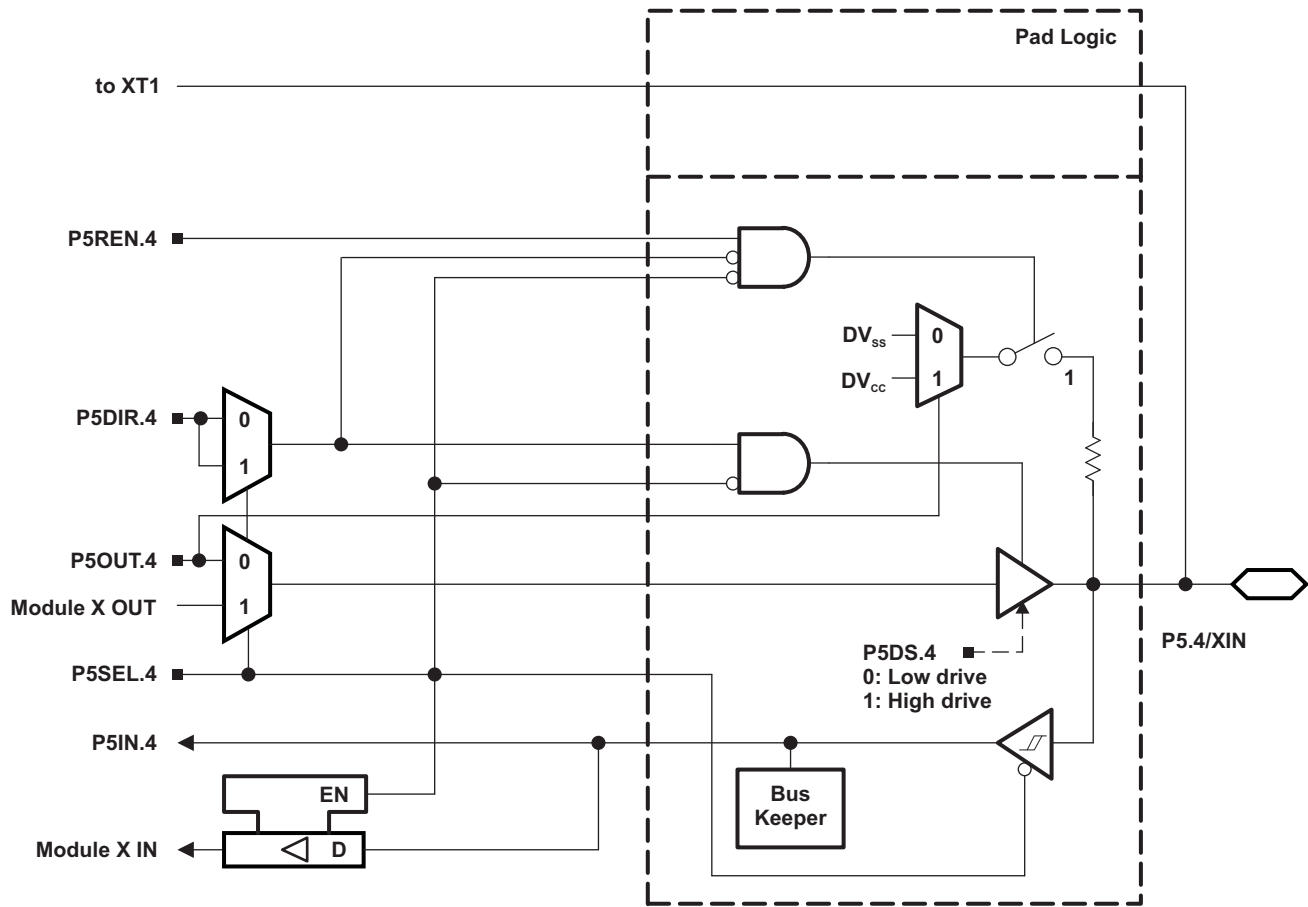 Pad Logic
to XT1
P5REN.4
DVSS
0
DVCC
1
1
P5DIR.4
0
1
P5OUT.4
0
Module X OUT
1
P5SEL.4
P5DS.4
0: Low drive
1: High drive
P5.4/XIN
P5IN.4
EN
Bus
Keeper
Module X IN
D